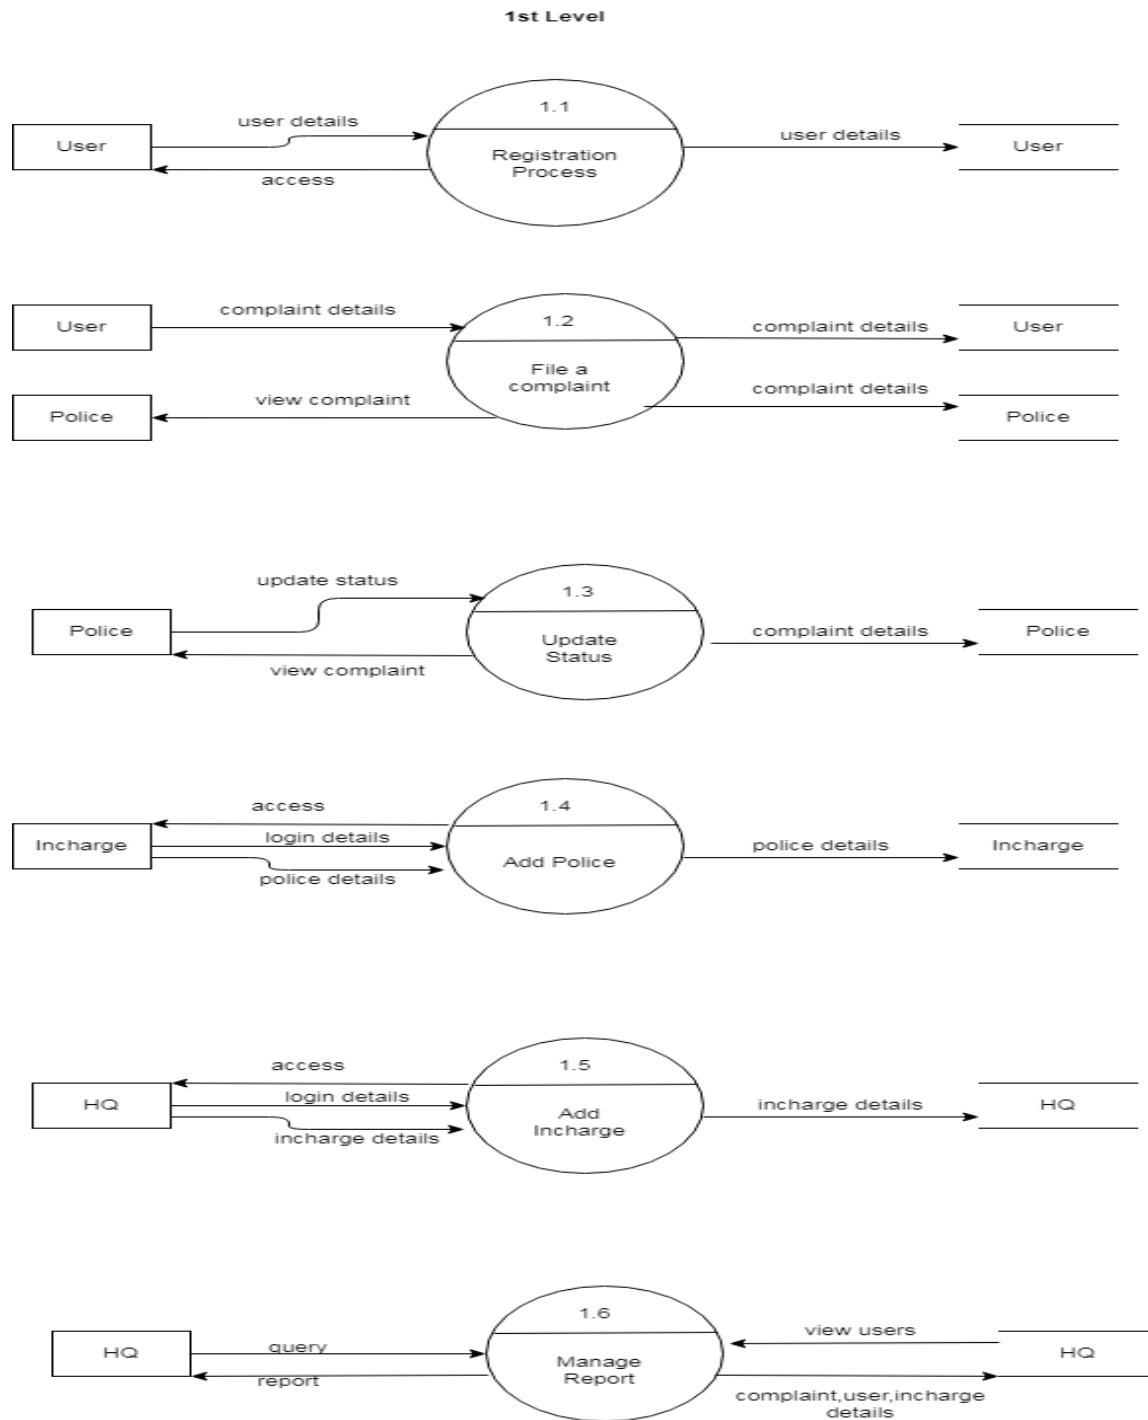 1st Level
1.1
user details
user details
User
User
Registration
Process
access
complaint details
1.2
User
complaint details
User
File a
complaint
view complaint
complaint details
Police
Police
update status
1.3
Police
Update
Status
complaint details
Police
view complaint
access
1.4
login details
Incharge
Add Police
police details
Incharge
police details
access
1.5
login details
HQ
Add
Incharge
incharge details
HQ
incharge details
1.6
view users
HQ
query
Manage
Report
HQ
report
complaint,user,incharge
details